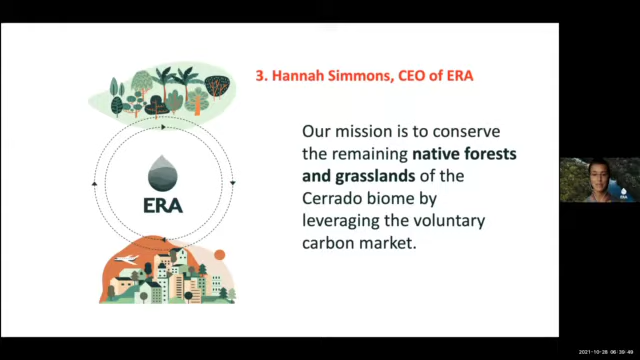 3. Hannah Simmons, CEO of ERA
Our mission is to conserve
the remaining native forests
and grasslands of the
Cerrado biome by
leveraging the voluntary
carbon market.
ERA
ERA
2021-10-28 06:39:49